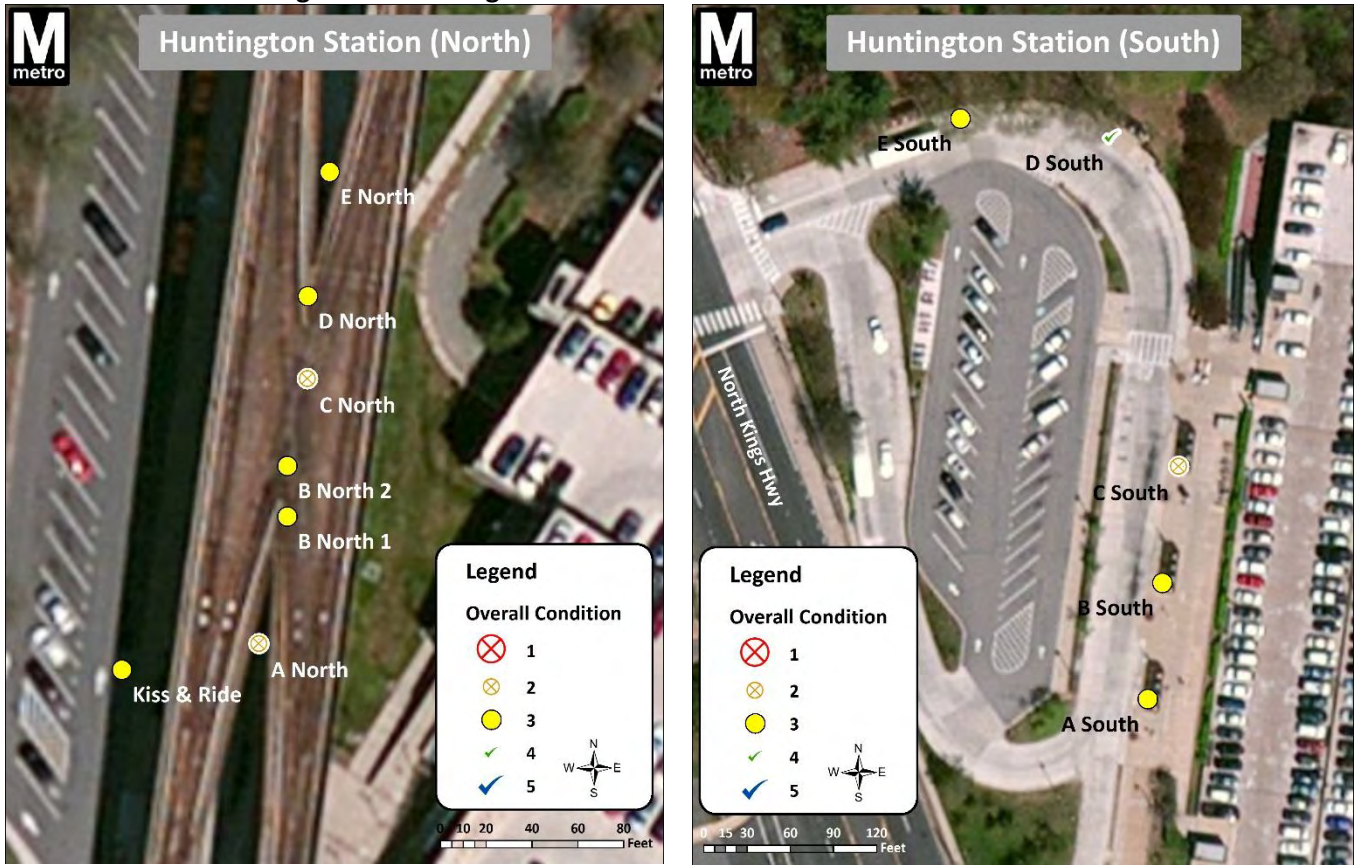 M
metro
Huntington Station (North)
E North
D North
C North
B North 2
B North 1
A North
Kiss & Ride
Legend
Overall Condition
1
2
3
4
5
N
W E
S
0 10 20 40 60 80
Feet
M
metro
Huntington Station (South)
E South
D South
North Kings Hwy
C South
B South
A South
Legend
Overall Condition
1
2
3
4
5
N
W E
S
0 15 30 60 90 120
Feet